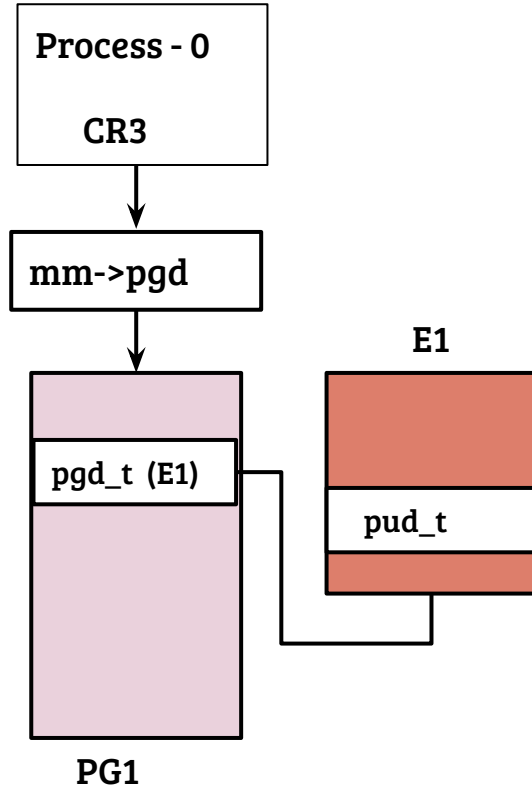 Process - 0
CR3
mm->pgd
E1
pgd_t (E1)
pud_t
PG1